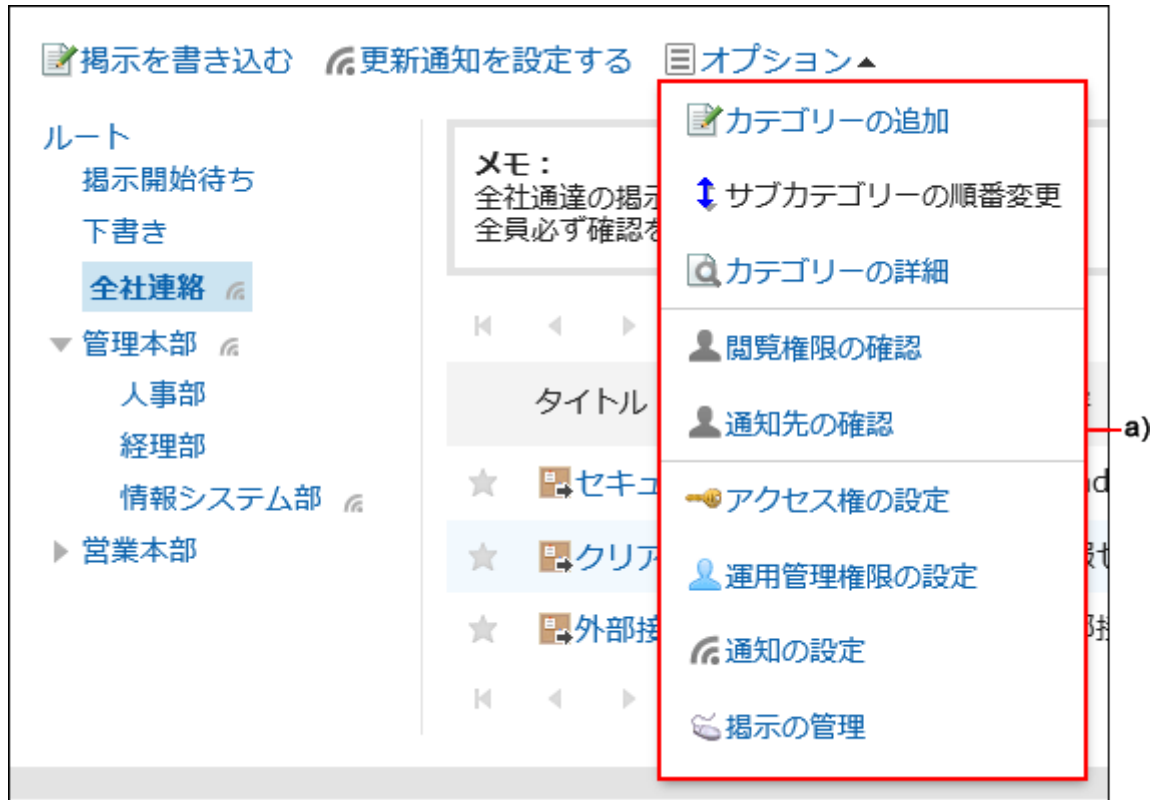 掲示を書き込む 更新通知を設定する オプション▲
ルート
掲示開始待ち
下書き
全社連絡
管理本部
人事部
経理部
情報システム部
営業本部
メモ：
全社通達の掲示
全員必ず確認を
タイトル
セキュ
クリア
外部接
カテゴリーの追加
サブカテゴリーの順番変更
カテゴリーの詳細
閲覧権限の確認
通知先の確認
アクセス権の設定
運用管理権限の設定
通知の設定
掲示の管理
a)